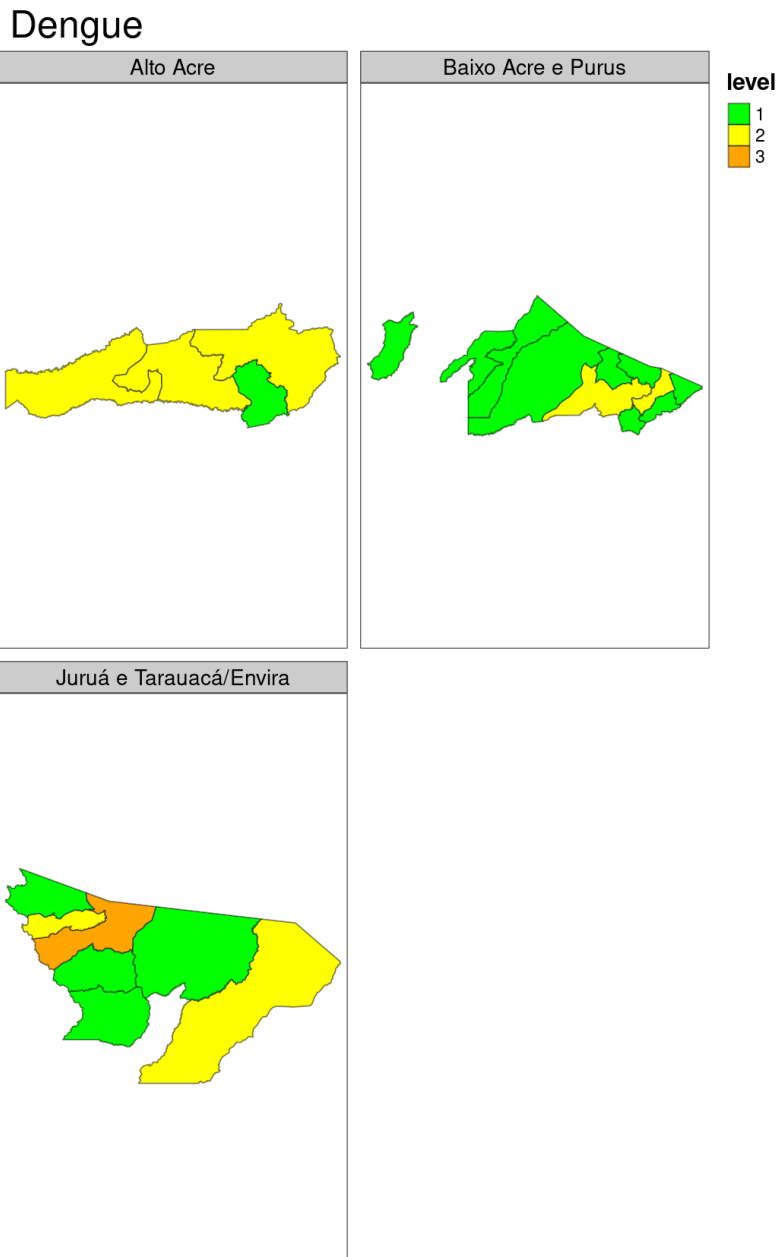 Dengue
Alto Acre
Baixo Acre e Purus
level
1
2
3
Juruá e Tarauacá/Envira